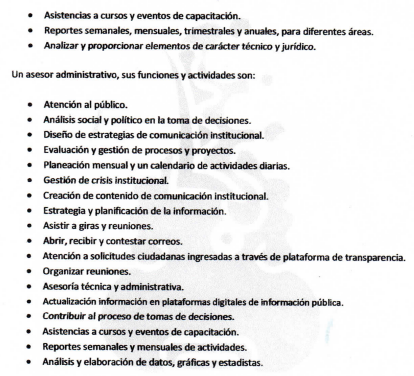 • Asistencias a cursos y eventos de capacitación.
• Reportes semanales, mensuales, trimestrales y anuales, para diferentes áreas.
• Analizar y proporcionar elementos de carácter técnico y jurídico.
Un asesor administrativo, sus funciones y actividades son:
• Atención al público.
• Análisis social y político en la toma de decisiones.
• Diseño de estrategias de comunicación institucional.
• Evaluación y gestión de procesos y proyectos.
• Planeación mensual y un calendario de actividades diarias.
• Gestión de crisis institucional.
• Creación de contenido de comunicación institucional.
• Estrategia y planificación de la información.
• Asistir a giras y reuniones.
• Abrir, recibir y contestar correos.
• Atención a solicitudes ciudadanas ingresadas a través de plataforma de transparencia.
• Organizar reuniones.
• Asesoría técnica y administrativa.
• Actualización información en plataformas digitales de información pública.
• Contribuir al proceso de tomas de decisiones.
• Asistencias a cursos y eventos de capacitación.
• Reportes semanales y mensuales de actividades.
• Análisis y elaboración de datos, gráficas y estadistas.